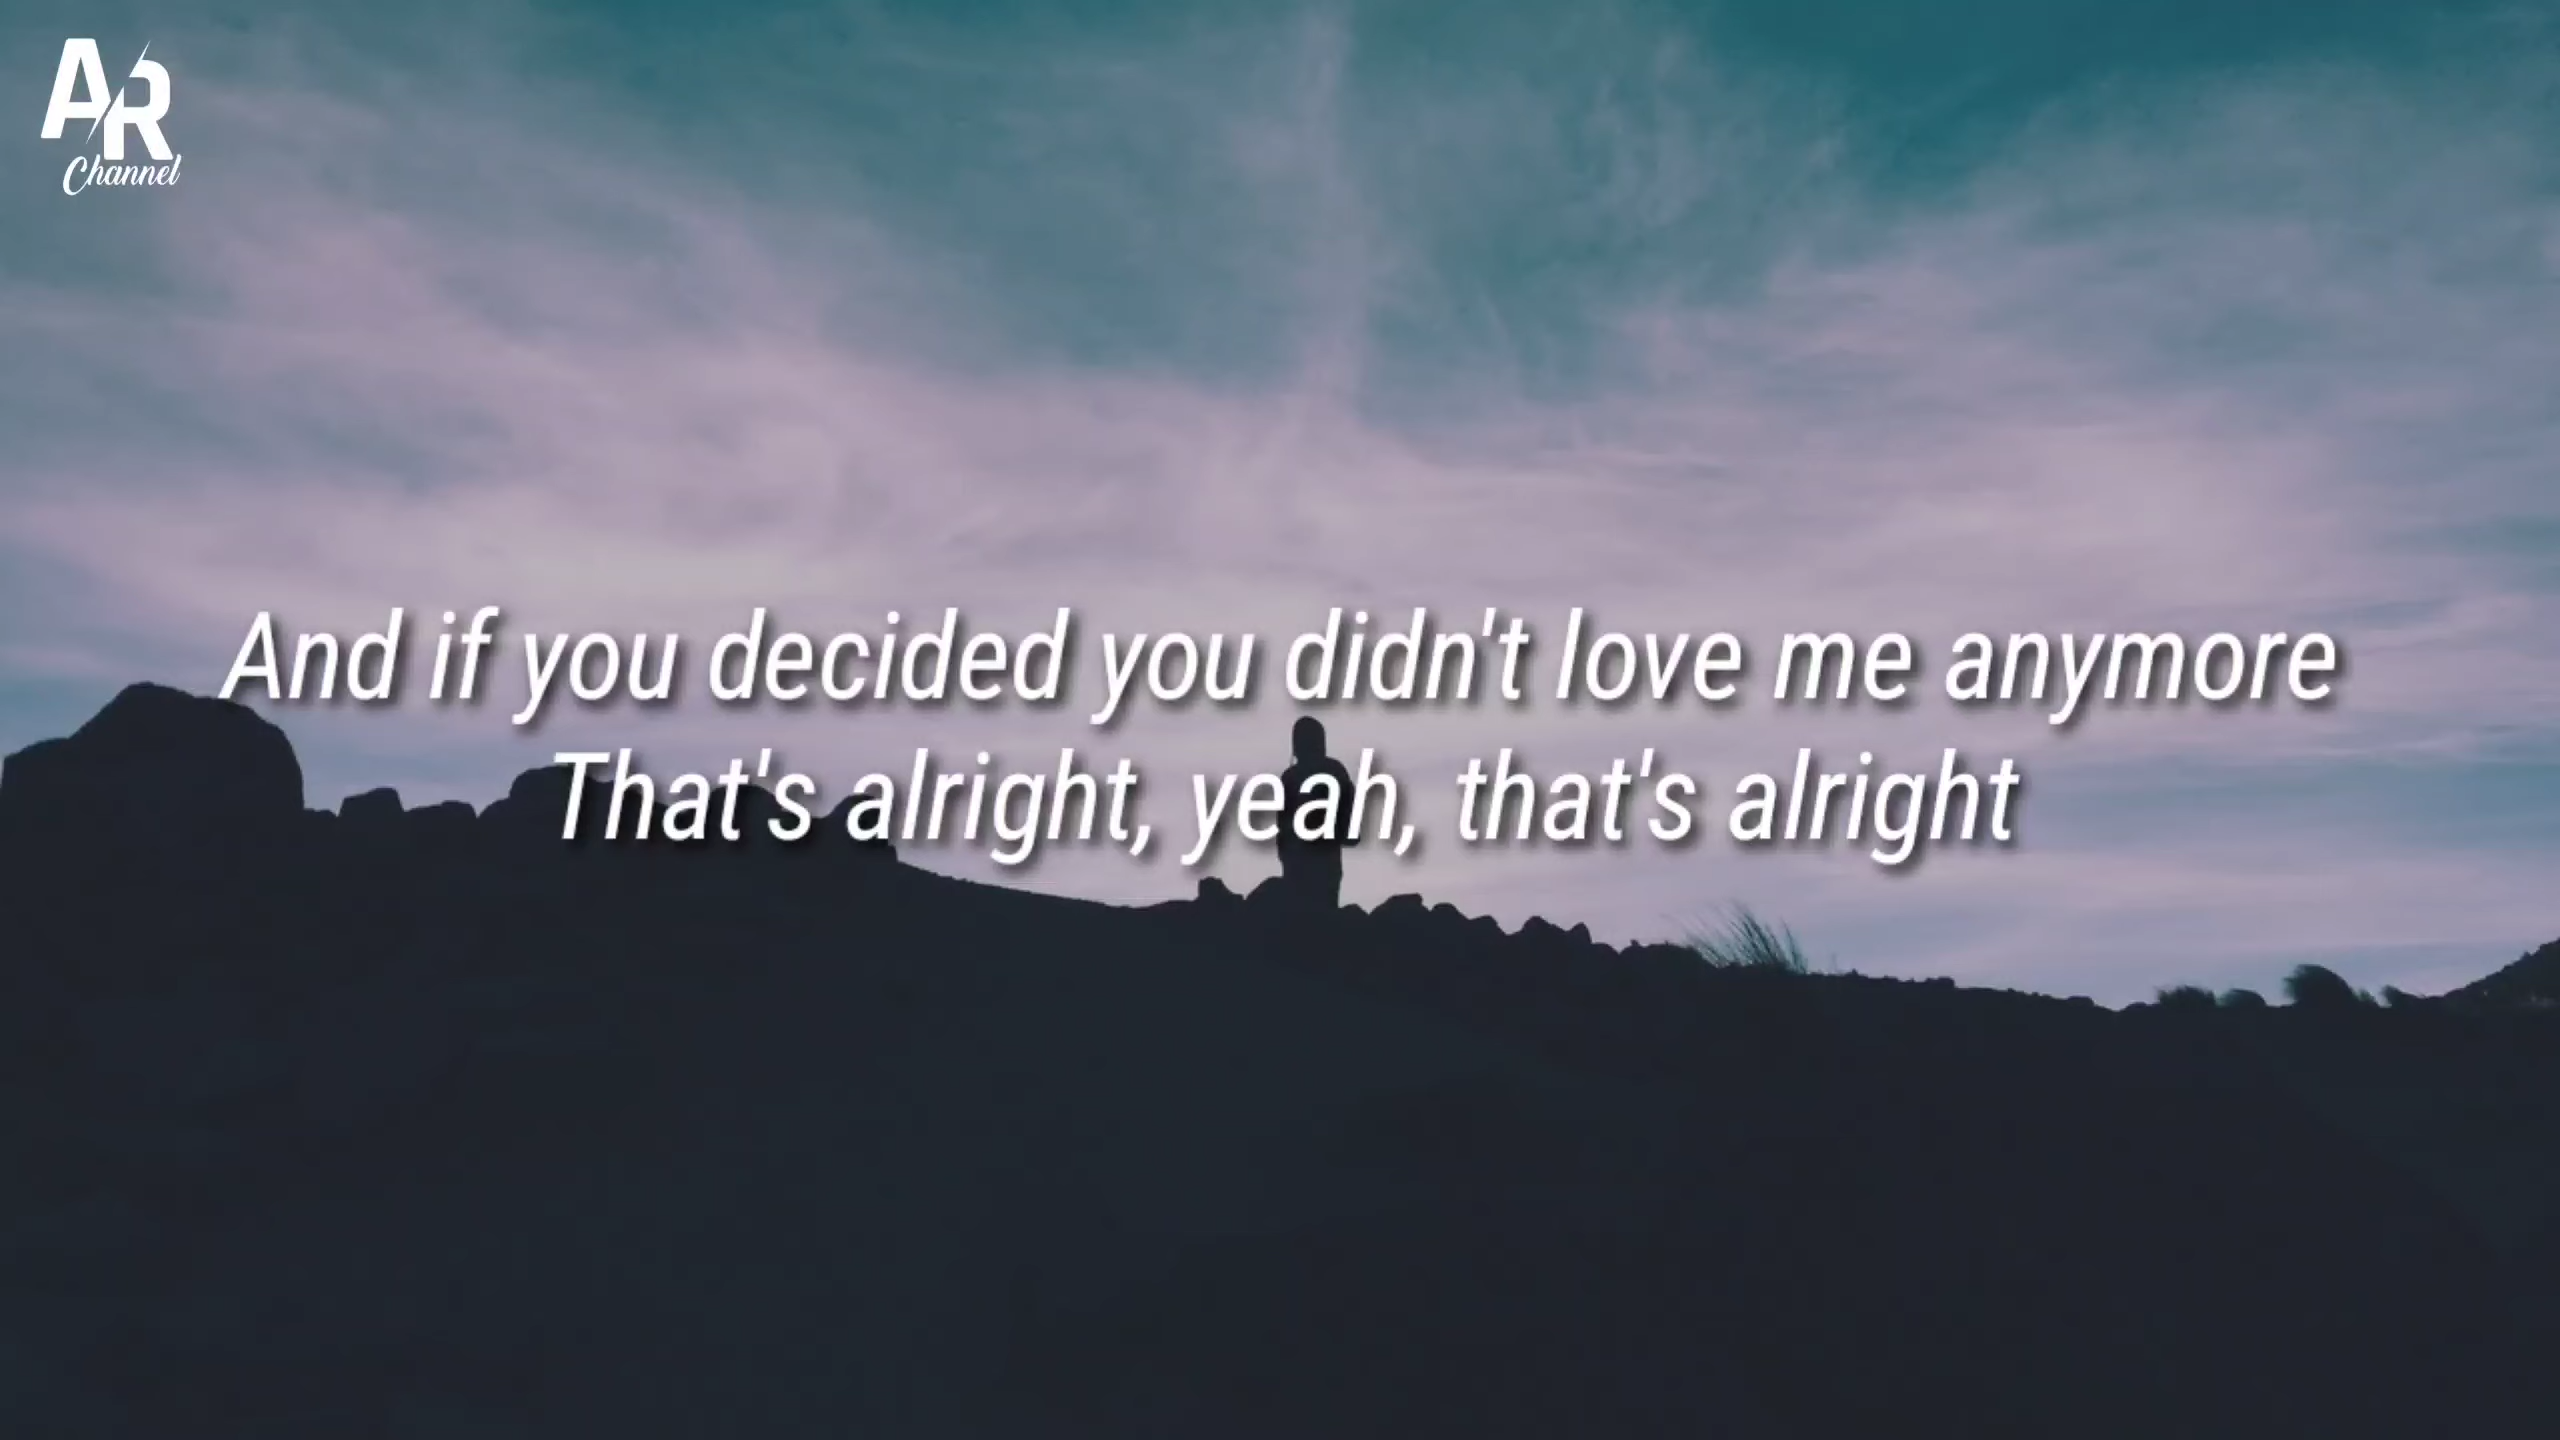 AR
Channel
And if you decided you didn't love me anymore
That's alright, yeah, that's alright